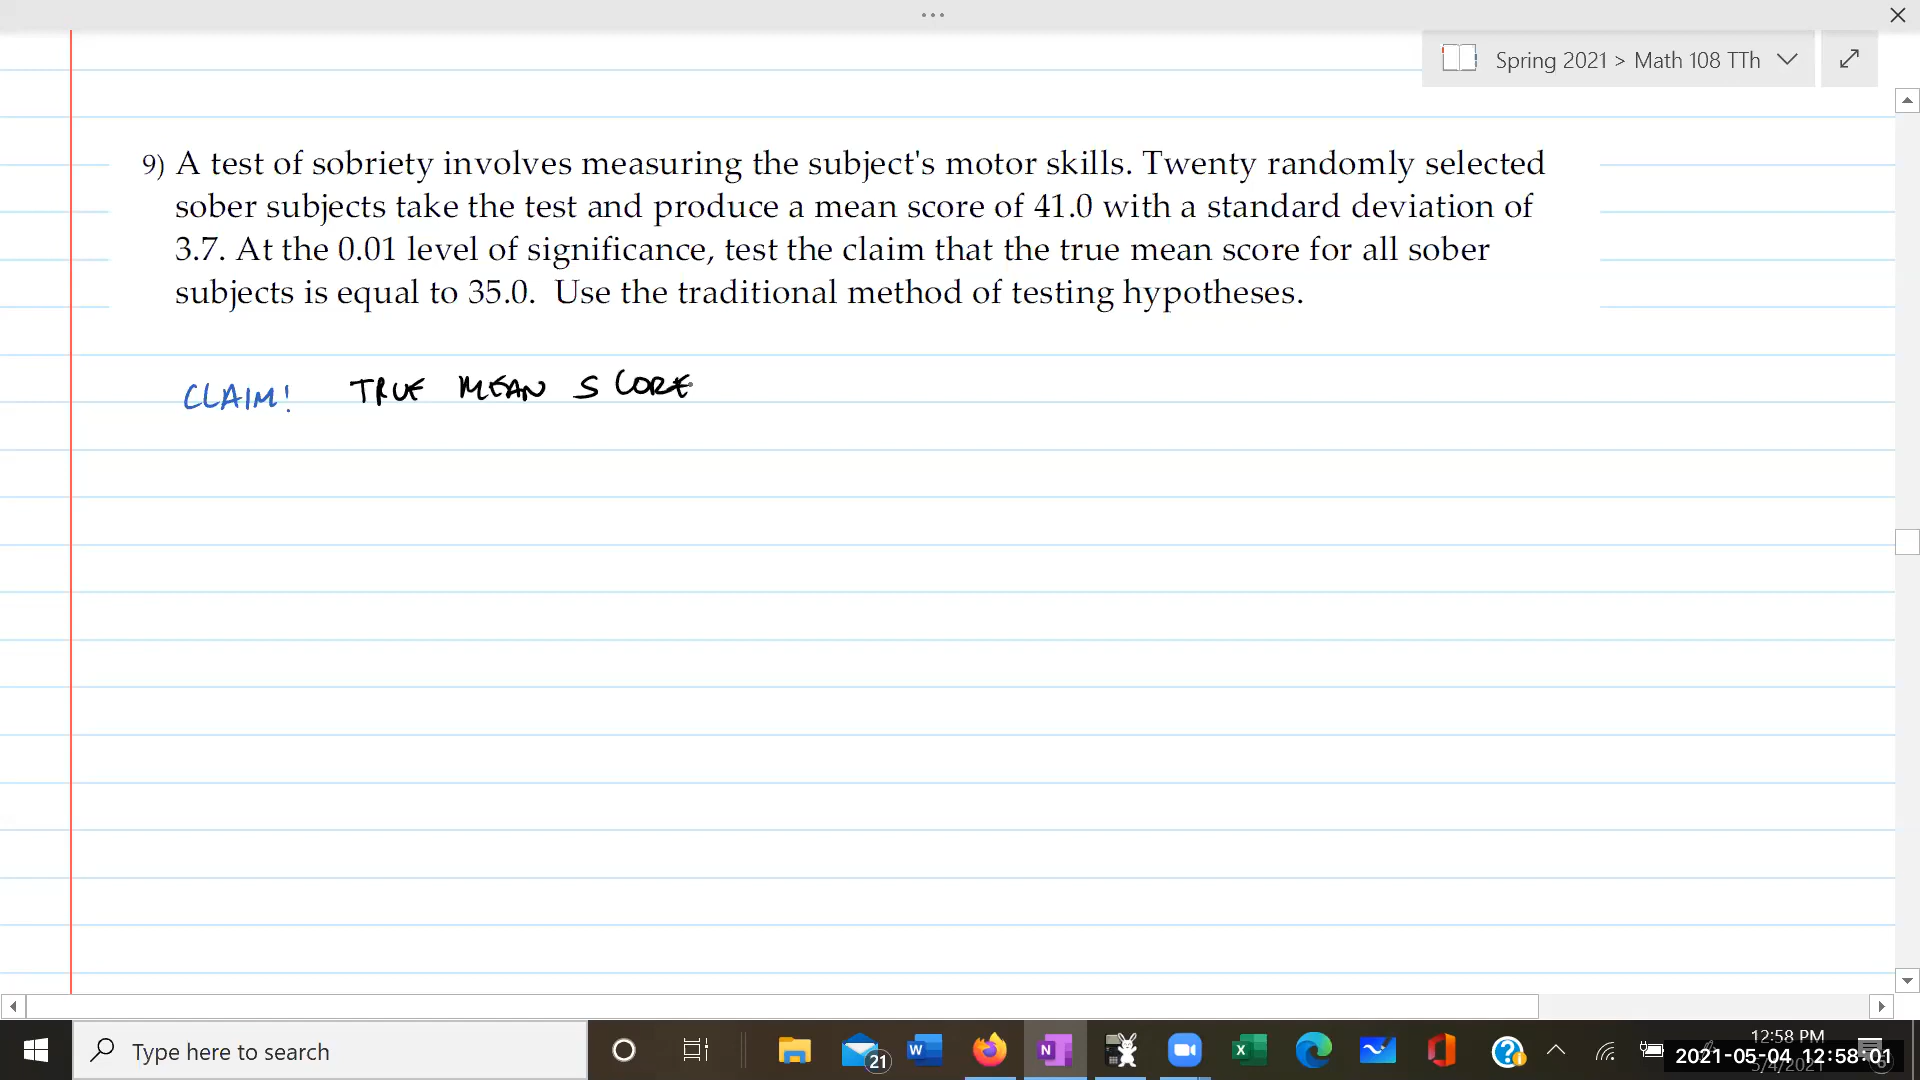 Spring 2021 > Math 108 TTh
9) A test of sobriety involves measuring the subject's motor skills. Twenty randomly selected
sober subjects take the test and produce a mean score of 41.0 with a standard deviation of
3.7. At the 0.01 level of significance, test the claim that the true mean score for all sober
subjects is equal to 35.0. Use the traditional method of testing hypotheses.
CLAIM! TRUE MEAN SCORE
Type here to search
21
12:58 PM
2021-05-04 12:58:01